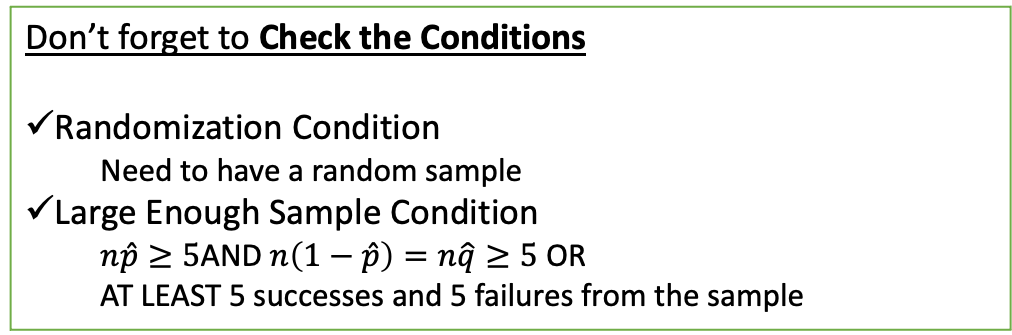 Don't forget to Check the Conditions
✓Randomization Condition
Need to have a random sample
✓Large Enough Sample Condition
np̂ ≥ 5AND n(1 − p̂) = nq̂ ≥ 5 OR
AT LEAST 5 successes and 5 failures from the sample